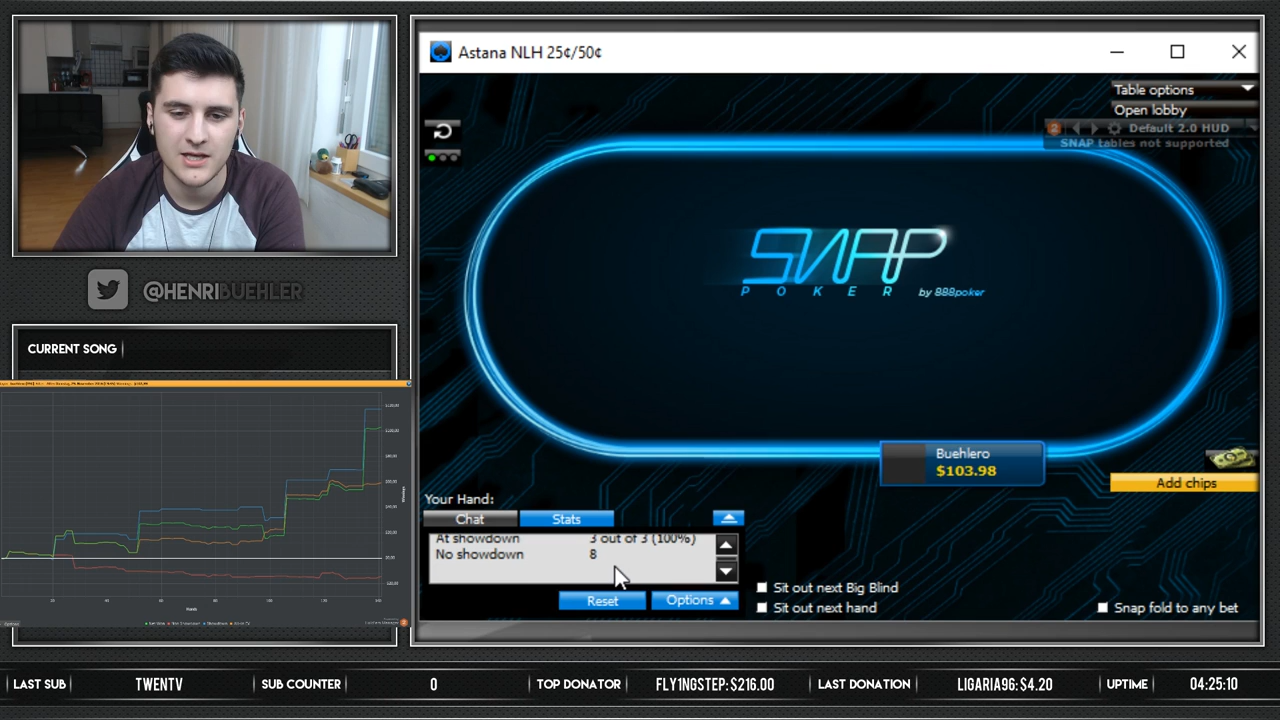 Astana NLH 25¢/50¢
Table options
Open lobby
2
Default 2.0 HUD
SNAP tables not supported
SNAP
POKER by 888poker
@HENRIBUEHLER
CURRENT SONG
Buehlero
$103.98
Add chips
Your Hand:
Chat
Stats
At showdown 3 out of 3 (100%)
No showdown 8
Reset
Options
Sit out next Big Blind
Sit out next hand
Snap fold to any bet
LAST SUB
TWENTV
SUB COUNTER
0
TOP DONATOR
FLY1NGSTEP: $216.00
LAST DONATION
LIGARIA96: $4.20
UPTIME
04:25:10